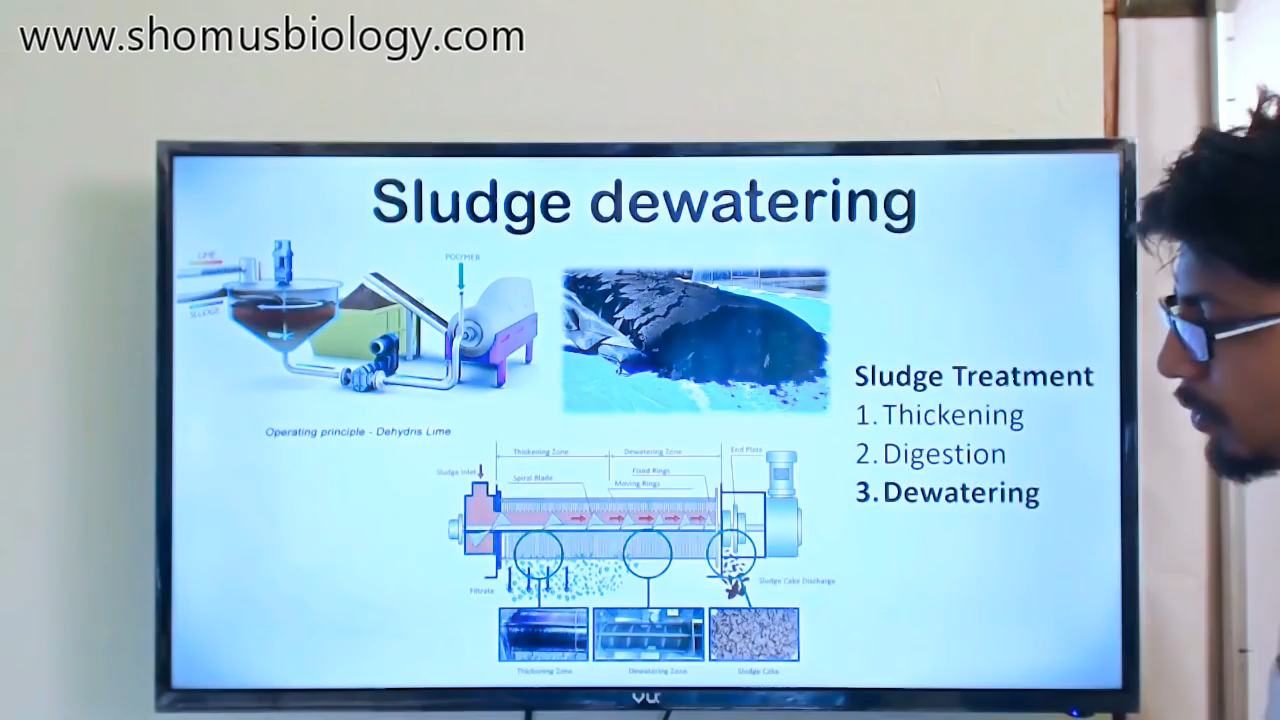 www.shomusbiology.com
Sludge dewatering
LIME
SLUDGE
POLYMER
Operating principle - Dehydris Lime
Sludge Treatment
1. Thickening
2. Digestion
3. Dewatering
Thickening Zone
Dewatering Zone
End Plate
Sludge Inlet
Spiral Blade
Fixed Rings
Moving Rings
Filtrate
Sludge Cake Discharge
Thickening Zone
Dewatering Zone
Sludge Cake
VU